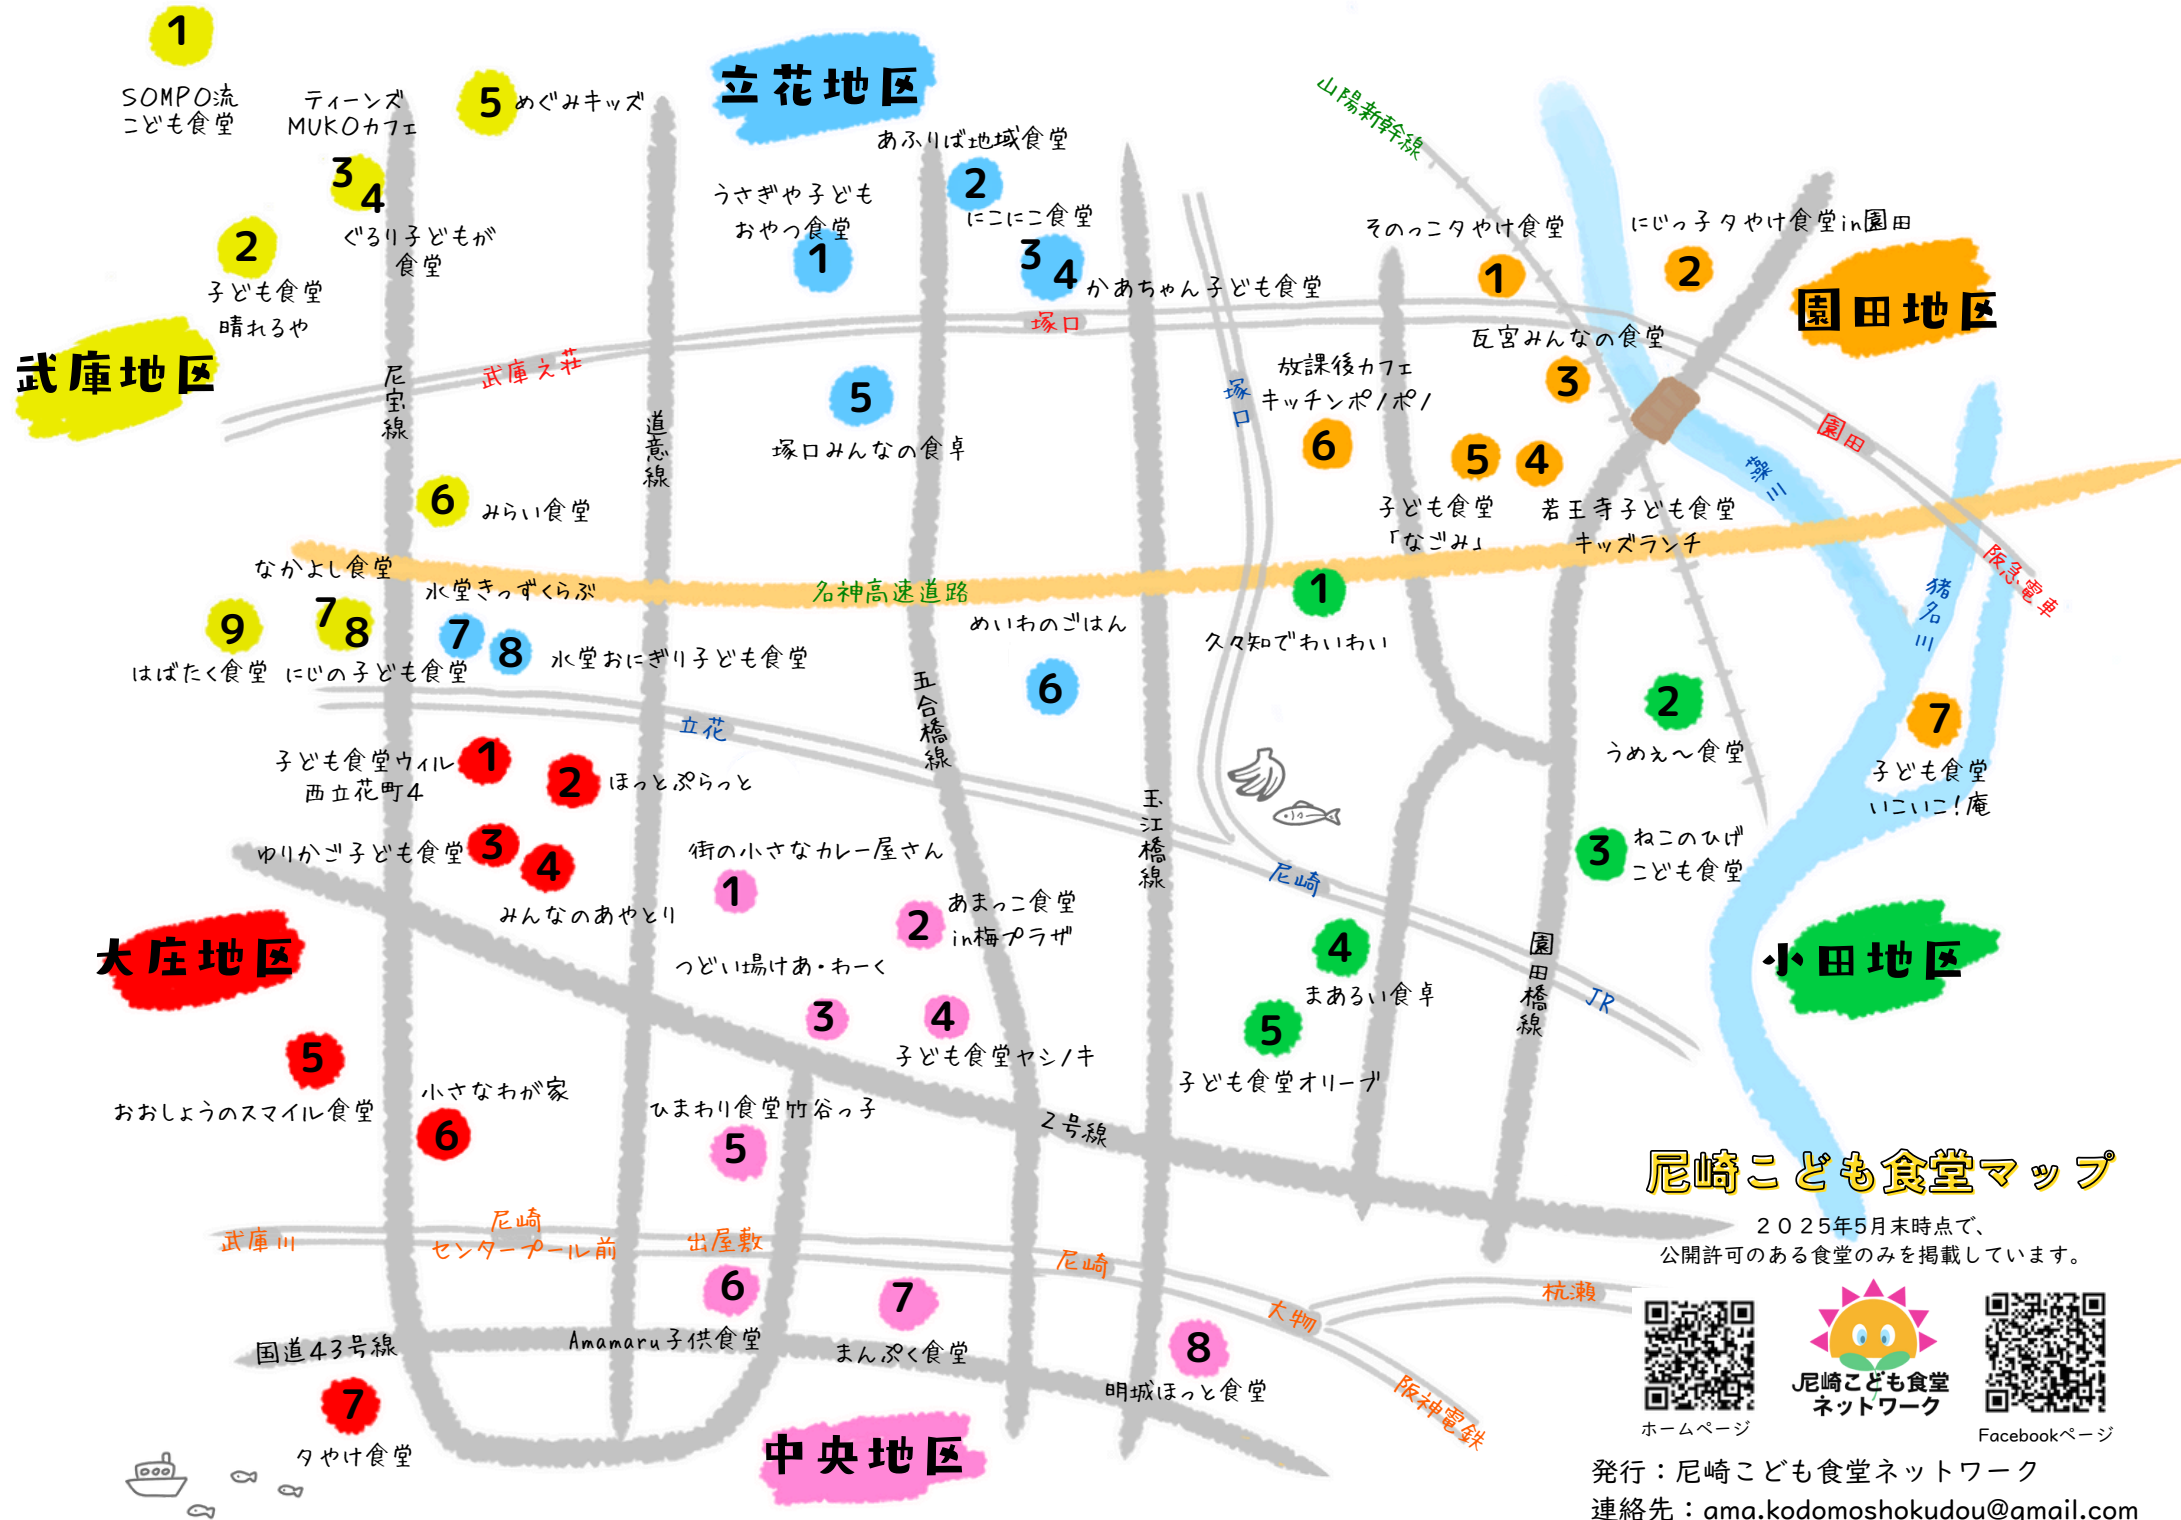 1
SOMPO流
こども食堂
ティーンズ
MUKOカフェ
3
4
ぐるり子どもが
食堂
5
めぐみキッズ
2
子ども食堂
晴れるや
武庫地区
武庫之荘
尼宝線
道意線
6
みらい食堂
なかよし食堂
7
8
9
はばたく食堂
にじの子ども食堂
立花地区
あふりば地域食堂
2
うさぎや子ども
おやつ食堂
1
にこにこ食堂
3
4
かあちゃん子ども食堂
塚口
5
塚口みんなの食卓
水堂きっずくらぶ
7
8
水堂おにぎり子ども食堂
名神高速道路
めいわのごはん
6
五合橋線
立花
山陽新幹線
そのっこタやけ食堂
1
にじっ子タやけ食堂in園田
2
園田地区
瓦宮みんなの食堂
3
放課後カフェ
キッチンポノポノ
6
塚口
5
4
子ども食堂
「なごみ」
若王寺子ども食堂
キッズランチ
園田
藻川
猪名川
阪急電車
7
子ども食堂
いこいこ!庵
1
久々知でわいわい
2
うめぇ～食堂
3
ねこのひげ
こども食堂
小田地区
玉江橋線
尼崎
4
まあるい食卓
5
子ども食堂オリーブ
園田橋線
JR
子ども食堂ウィル
西立花町4
1
2
ほっとぷらっと
ゆりかご子ども食堂
3
4
みんなのあやとり
大庄地区
5
おおしょうのスマイル食堂
小さなわが家
6
街の小さなカレー屋さん
1
2
あまっこ食堂
in梅プラザ
つどい場けあ・わーく
3
4
子ども食堂ヤシノキ
ひまわり食堂竹谷っ子
5
2号線
武庫川
尼崎
センタープール前
出屋敷
尼崎
大物
杭瀬
阪神電鉄
6
Amamaru子供食堂
7
まんぷく食堂
8
明城ほっと食堂
国道43号線
7
タやけ食堂
中央地区
尼崎こども食堂マップ
2025年5月末時点で、
公開許可のある食堂のみを掲載しています。
尼崎こども食堂
ネットワーク
ホームページ
Facebookページ
発行：尼崎こども食堂ネットワーク
連絡先：ama.kodomoshokudou@gmail.com